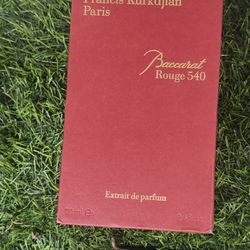 Francis Kurkdjian
Paris
Baccarat
Rouge 540
Extrait de parfum